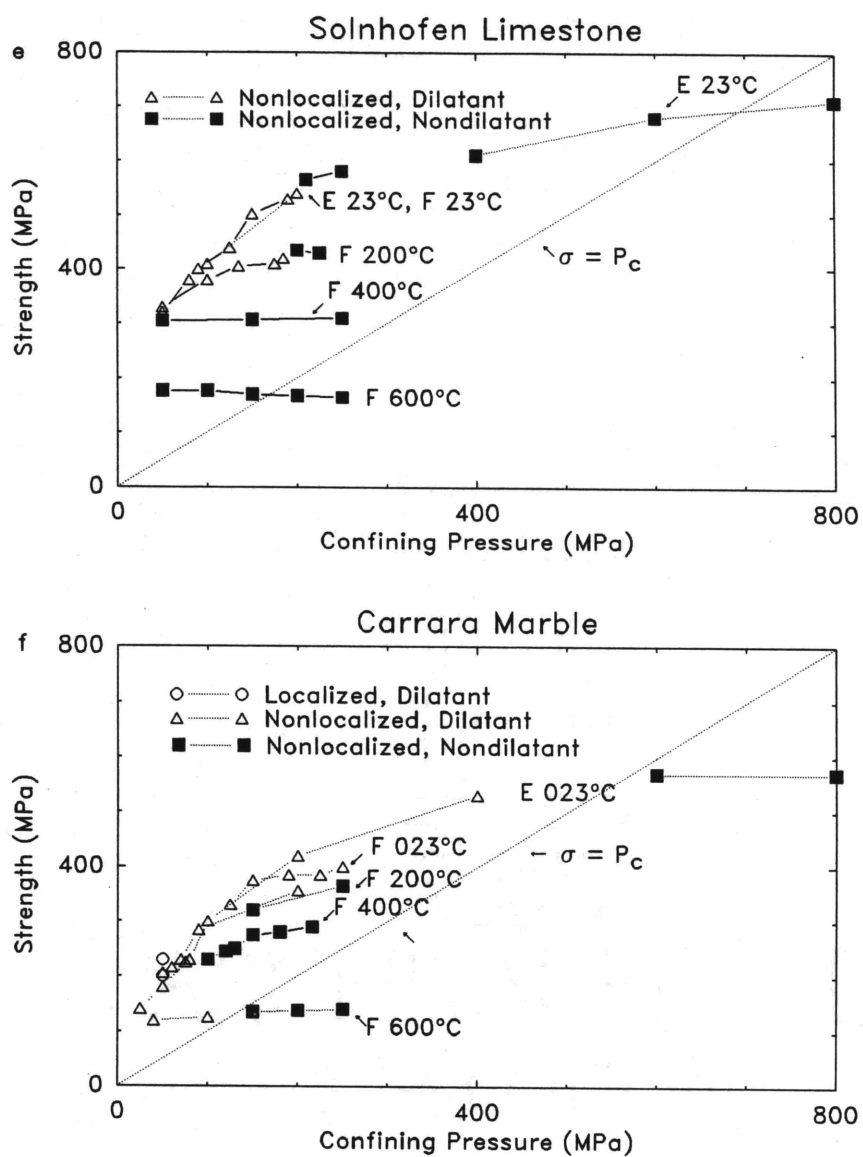 e
Solnhofen Limestone
800
Nonlocalized, Dilatant
Nonlocalized, Nondilatant
E 23°C
E 23°C, F 23°C
F 200°C
σ = Pc
400
F 400°C
F 600°C
0
Strength (MPa)
0
400
800
Confining Pressure (MPa)
f
Carrara Marble
800
Localized, Dilatant
Nonlocalized, Dilatant
Nonlocalized, Nondilatant
E 023°C
F 023°C
σ = Pc
400
F 200°C
F 400°C
F 600°C
0
Strength (MPa)
0
400
800
Confining Pressure (MPa)